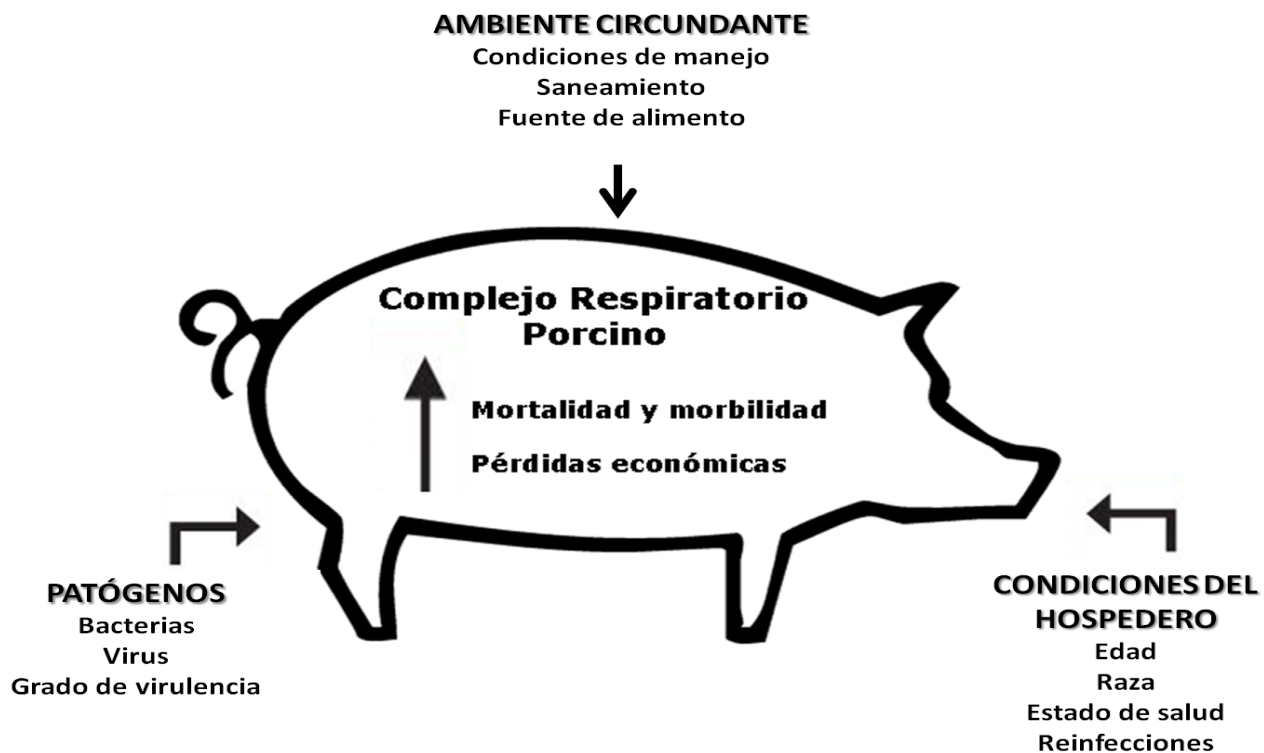 AMBIENTE CIRCUNDANTE
Condiciones de manejo
Saneamiento
Fuente de alimento
Complejo Respiratorio
Porcino
Mortalidad y morbilidad
Pérdidas económicas
PATÓGENOS
Bacterias
Virus
Grado de virulencia
CONDICIONES DEL
HOSPEDERO
Edad
Raza
Estado de salud
Reinfecciones